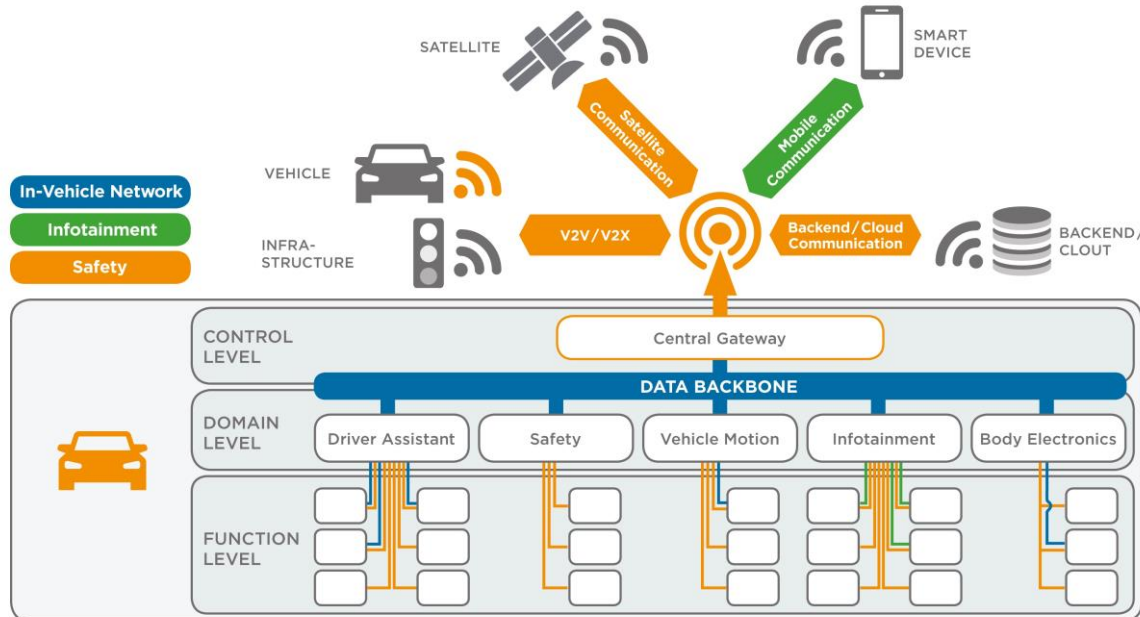 SATELLITE
SMART
DEVICE
Satellite
Communication
Mobile
Communication
VEHICLE
In-Vehicle Network
Infotainment
Safety
INFRA-
STRUCTURE
V2V/V2X
Backend/Cloud
Communication
BACKEND/
CLOUT
CONTROL
LEVEL
Central Gateway
DATA BACKBONE
DOMAIN
LEVEL
Driver Assistant
Safety
Vehicle Motion
Infotainment
Body Electronics
FUNCTION
LEVEL